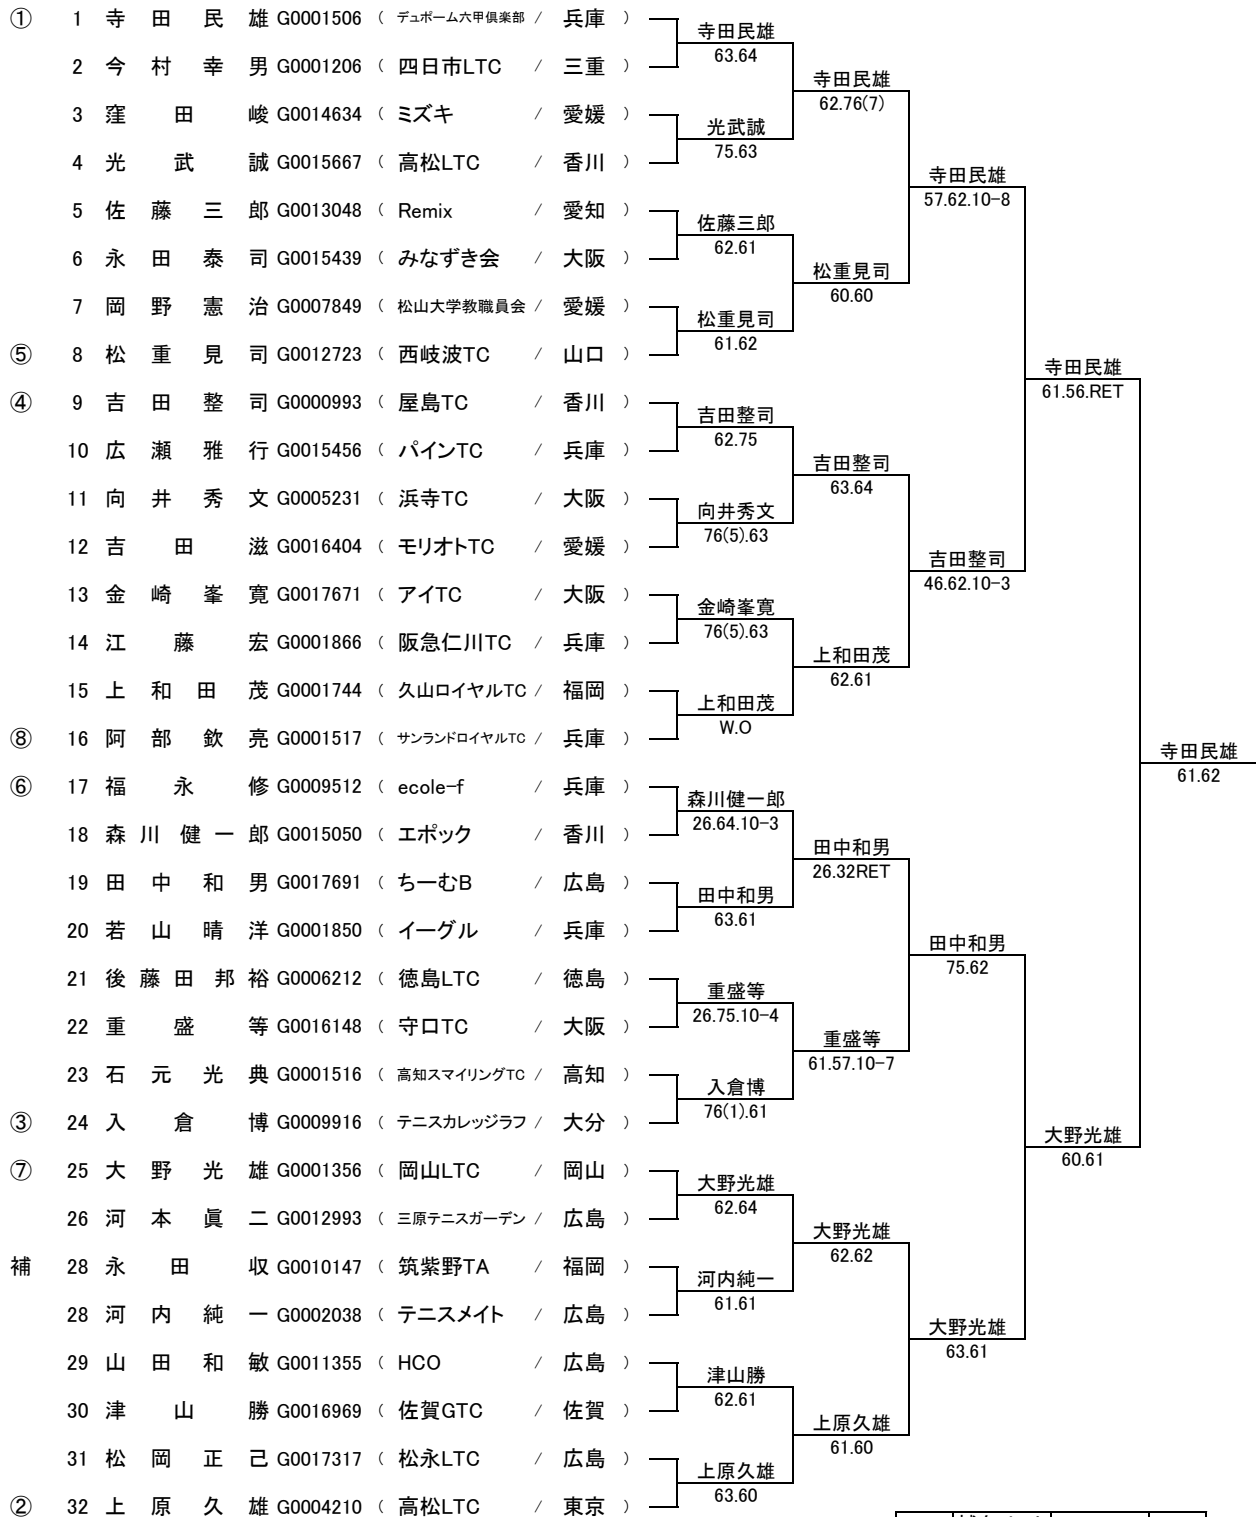 ① 1 寺田民雄 G0001506 ( デュポーム六甲倶楽部 / 兵庫 )
2 今村幸男 G0001206 ( 四日市LTC / 三重 )
3 窪田峻 G0014634 ( ミズキ / 愛媛 )
4 光武誠 G0015667 ( 高松LTC / 香川 )
5 佐藤三郎 G0013048 ( Remix / 愛知 )
6 永田泰司 G0015439 ( みなずき会 / 大阪 )
7 岡野憲治 G0007849 ( 松山大学教職員会 / 愛媛 )
⑤ 8 松重見司 G0012723 ( 西岐波TC / 山口 )
④ 9 吉田整司 G0000993 ( 屋島TC / 香川 )
10 広瀬雅行 G0015456 ( パインTC / 兵庫 )
11 向井秀文 G0005231 ( 浜寺TC / 大阪 )
12 吉田滋 G0016404 ( モリオトTC / 愛媛 )
13 金崎峯寛 G0017671 ( アイTC / 大阪 )
14 江藤宏 G0001866 ( 阪急仁川TC / 兵庫 )
15 上和田茂 G0001744 ( 久山ロイヤルTC / 福岡 )
⑧ 16 阿部欽亮 G0001517 ( サンランドロイヤルTC / 兵庫 )
⑥ 17 福永修 G0009512 ( ecole-f / 兵庫 )
18 森川健一郎 G0015050 ( エポック / 香川 )
19 田中和男 G0017691 ( ちーむB / 広島 )
20 若山晴洋 G0001850 ( イーグル / 兵庫 )
21 後藤田邦裕 G0006212 ( 徳島LTC / 徳島 )
22 重盛等 G0016148 ( 守口TC / 大阪 )
23 石元光典 G0001516 ( 高知スマイリングTC / 高知 )
③ 24 入倉博 G0009916 ( テニスカレッジラフ / 大分 )
⑦ 25 大野光雄 G0001356 ( 岡山LTC / 岡山 )
26 河本眞二 G0012993 ( 三原テニスガーデン / 広島 )
補 28 永田収 G0010147 ( 筑紫野TA / 福岡 )
28 河内純一 G0002038 ( テニスメイト / 広島 )
29 山田和敏 G0011355 ( HCO / 広島 )
30 津山勝 G0016969 ( 佐賀GTC / 佐賀 )
31 松岡正己 G0017317 ( 松永LTC / 広島 )
② 32 上原久雄 G0004210 ( 高松LTC / 東京 )
寺田民雄
63.64
光武誠
75.63
佐藤三郎
62.61
松重見司
61.62
吉田整司
62.75
向井秀文
76(5).63
金崎峯寛
76(5).63
上和田茂
W.O
森川健一郎
26.64.10-3
田中和男
63.61
重盛等
26.75.10-4
入倉博
76(1).61
大野光雄
62.64
河内純一
61.61
津山勝
62.61
上原久雄
63.60
寺田民雄
62.76(7)
松重見司
60.60
吉田整司
63.64
上和田茂
62.61
田中和男
26.32RET
重盛等
61.57.10-7
大野光雄
62.62
上原久雄
61.60
寺田民雄
57.62.10-8
吉田整司
46.62.10-3
田中和男
75.62
大野光雄
63.61
寺田民雄
61.56.RET
大野光雄
60.61
寺田民雄
61.62